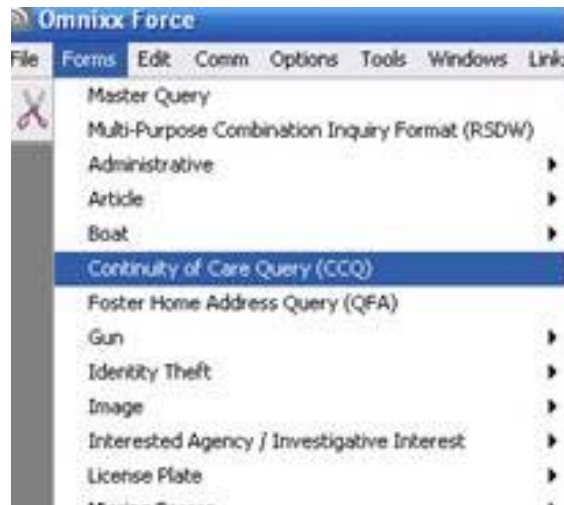 Omnixx Force
File Forms Edit Comm Options Tools Windows Link
Master Query
Multi-Purpose Combination Inquiry Format (RSDW)
Administrative
Article
Boat
Continuity of Care Query (CCQ)
Foster Home Address Query (QFA)
Gun
Identity Theft
Image
Interested Agency / Investigative Interest
License Plate